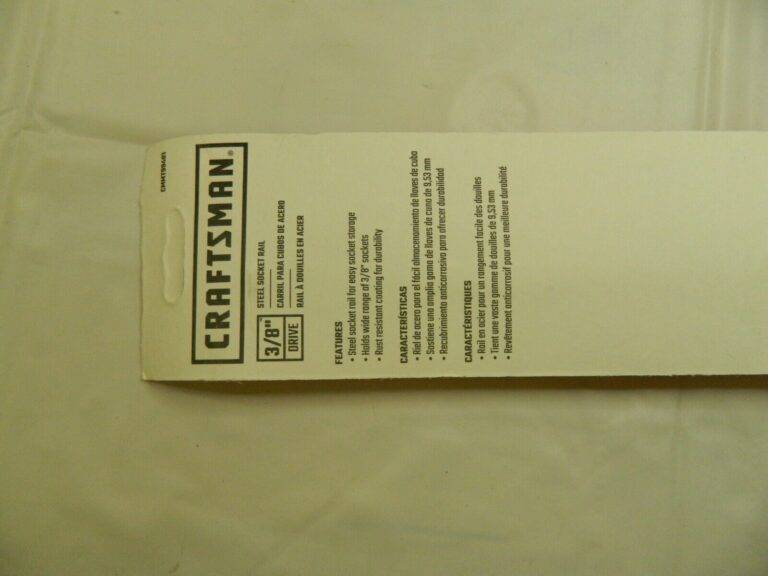 CMMT99401
CRAFTSMAN®
3/8"
DRIVE
STEEL SOCKET RAIL
CARRIL PARA CUBOS DE ACERO
RAIL À DOUILLES EN ACIER
FEATURES
• Steel socket rail for easy socket storage
• Holds wide range of 3/8" sockets
• Rust resistant coating for durability
CARACTERÍSTICAS
• Riel de acero para el fácil almacenamiento de llaves de cubo
• Sostiene una amplia gama de llaves de cuno de 9,53 mm
• Recubrimiento anticorrosivo para ofrecer durabilidad
CARACTÉRISTIQUES
• Rail en acier pour un rangement facile des douilles
• Tient une vaste gamme de douilles de 9,53 mm
• Revêtement anticorrosif pour une meilleure durabilité